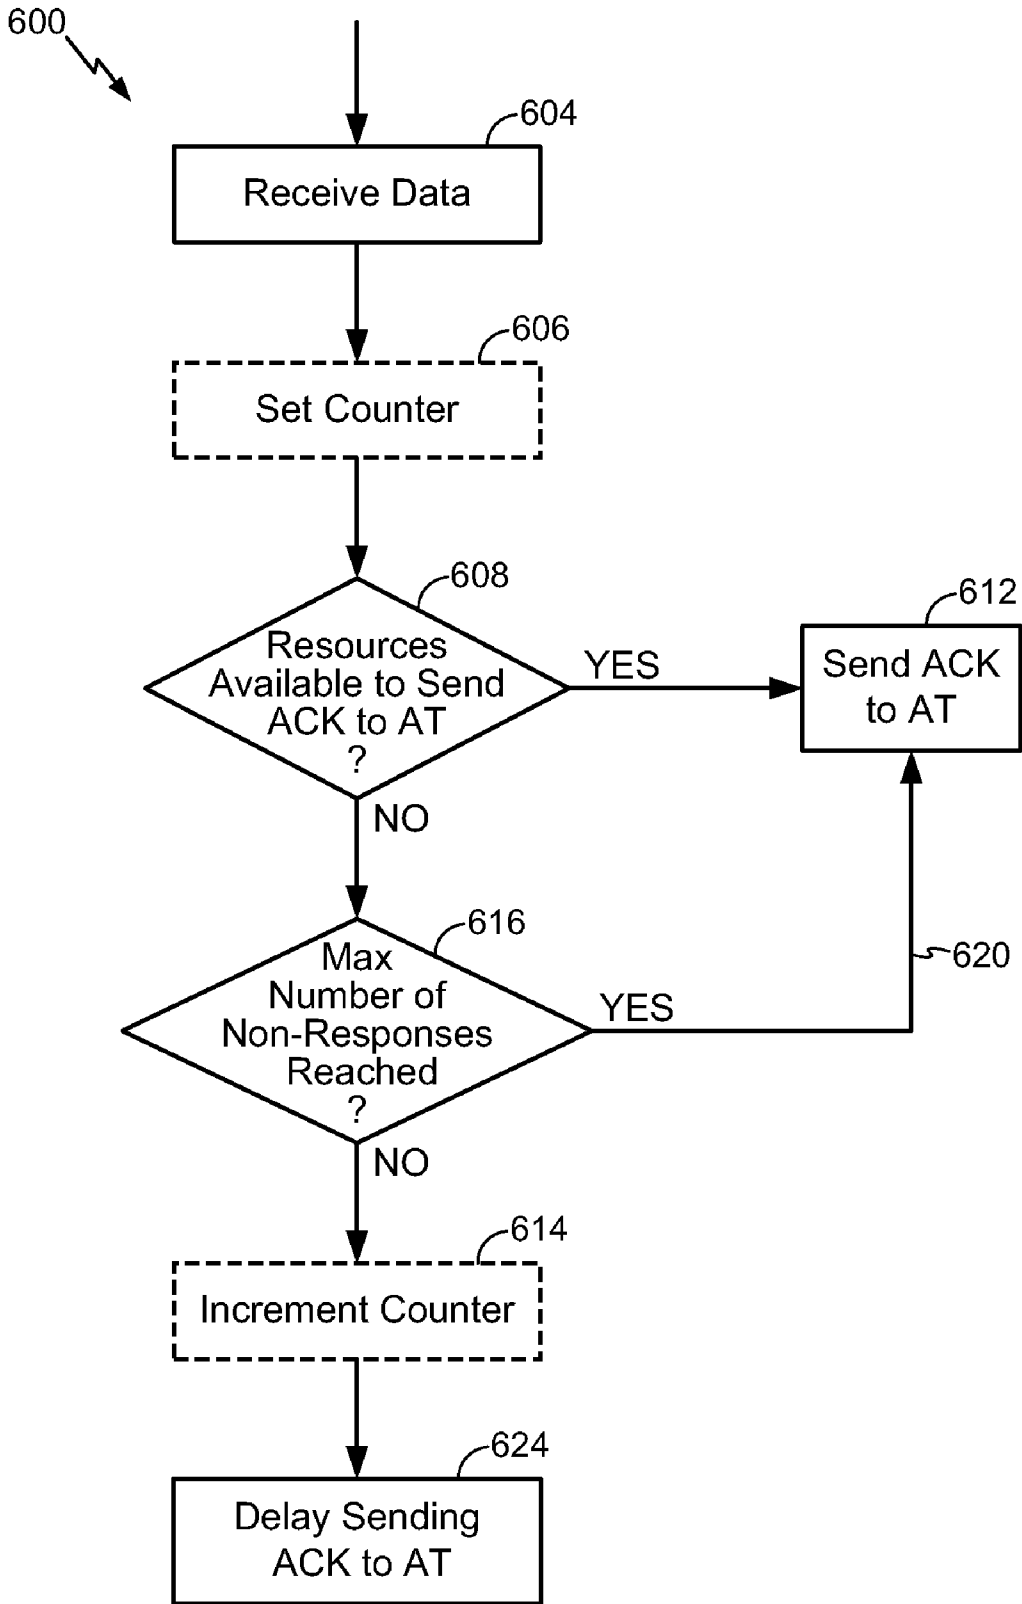 600
604
Receive Data
606
Set Counter
608
Resources
Available to Send
ACK to AT
?
YES
612
Send ACK
to AT
NO
616
Max
Number of
Non-Responses
Reached
?
YES
620
NO
614
Increment Counter
624
Delay Sending
ACK to AT